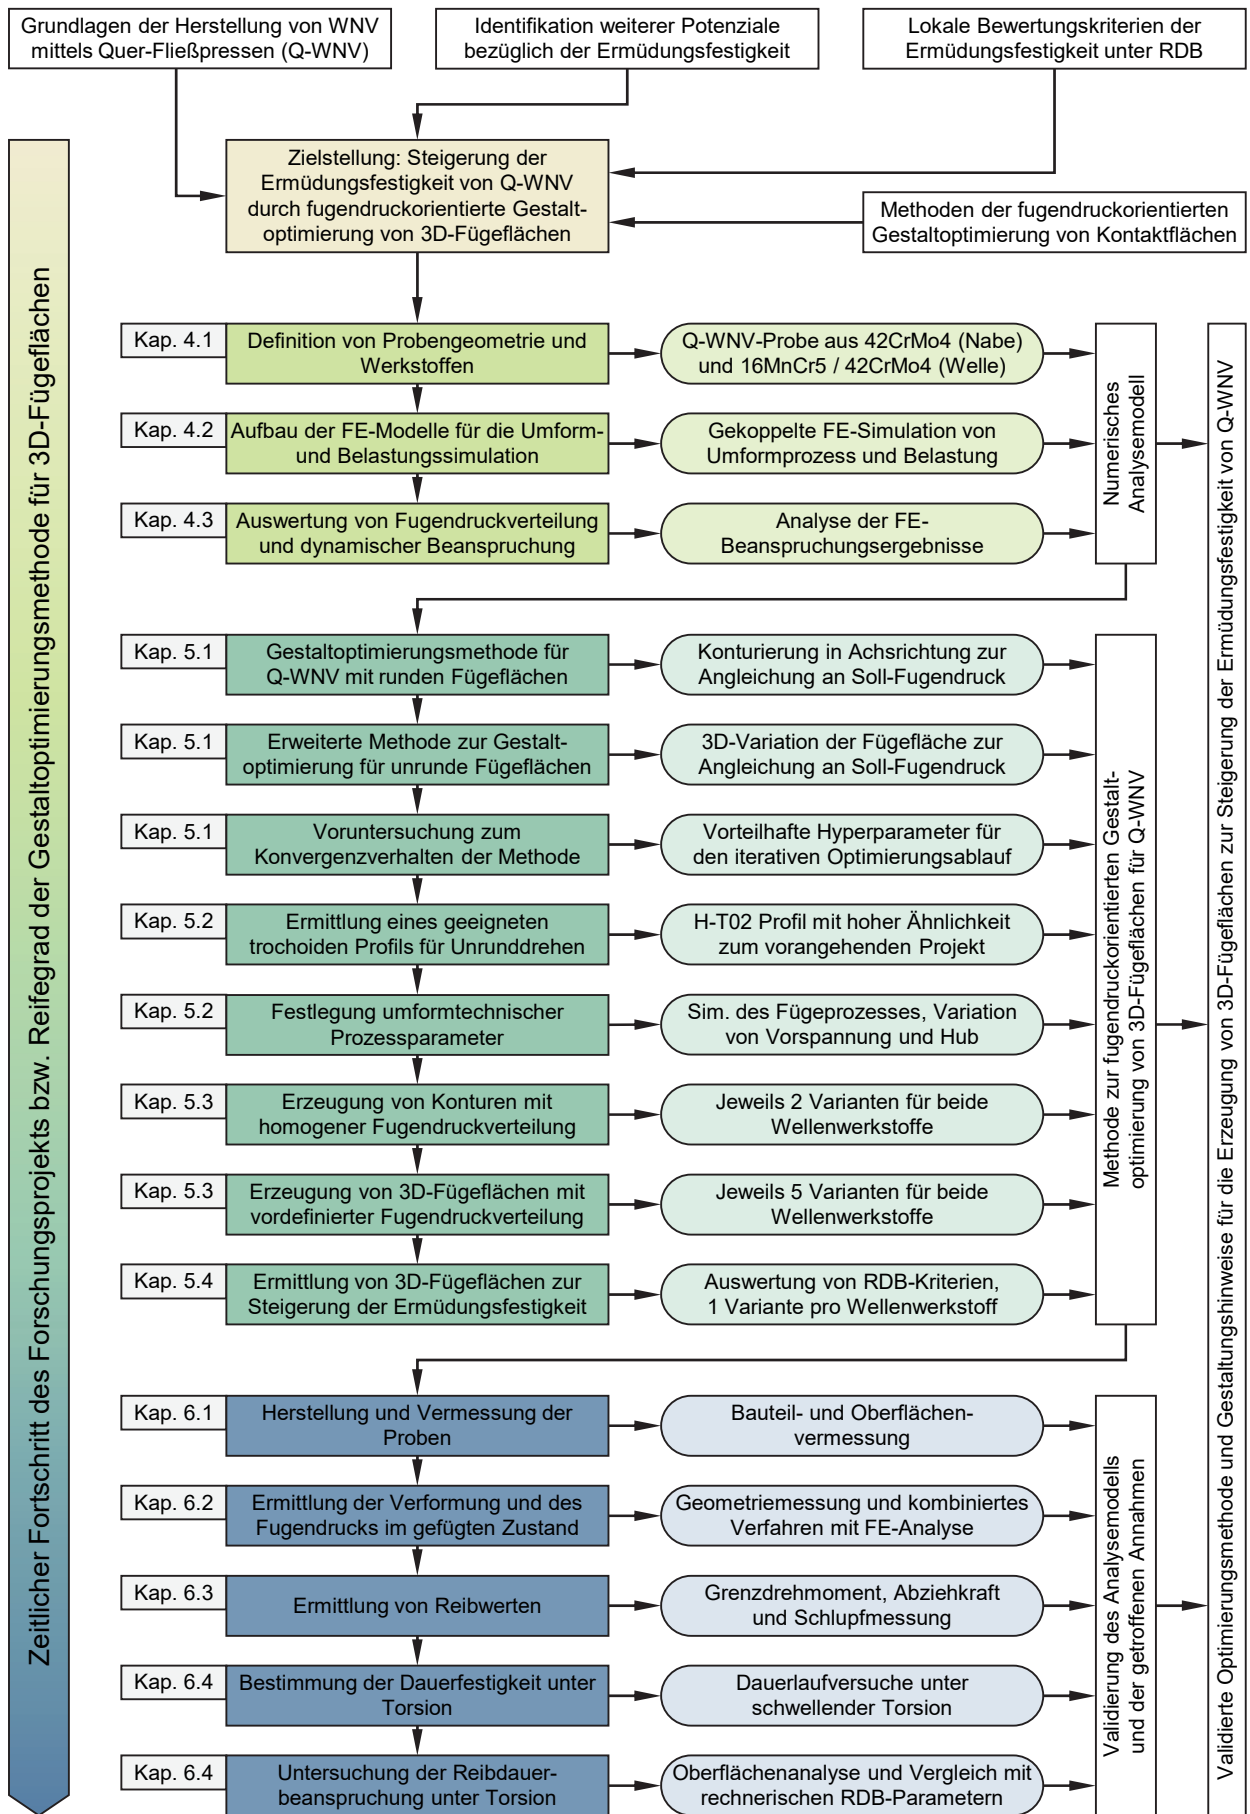 Grundlagen der Herstellung von WNV
mittels Quer-Fließpressen (Q-WNV)
Identifikation weiterer Potenziale
bezüglich der Ermüdungsfestigkeit
Lokale Bewertungskriterien der
Ermüdungsfestigkeit unter RDB
Zielstellung: Steigerung der
Ermüdungsfestigkeit von Q-WNV
durch fugendruckorientierte Gestalt-
optimierung von 3D-Fügeflächen
Methoden der fugendruckorientierten
Gestaltoptimierung von Kontaktflächen
Zeitlicher Fortschritt des Forschungsprojekts bzw. Reifegrad der Gestaltoptimierungsmethode für 3D-Fügeflächen
Kap. 4.1
Definition von Probengeometrie und
Werkstoffen
Q-WNV-Probe aus 42CrMo4 (Nabe)
und 16MnCr5 / 42CrMo4 (Welle)
Kap. 4.2
Aufbau der FE-Modelle für die Umform-
und Belastungssimulation
Gekoppelte FE-Simulation von
Umformprozess und Belastung
Kap. 4.3
Auswertung von Fugendruckverteilung
und dynamischer Beanspruchung
Analyse der FE-
Beanspruchungsergebnisse
Numerisches
Analysemodell
Kap. 5.1
Gestaltoptimierungsmethode für
Q-WNV mit runden Fügeflächen
Konturierung in Achsrichtung zur
Angleichung an Soll-Fugendruck
Kap. 5.1
Erweiterte Methode zur Gestalt-
optimierung für unrunde Fügeflächen
3D-Variation der Fügefläche zur
Angleichung an Soll-Fugendruck
Kap. 5.1
Voruntersuchung zum
Konvergenzverhalten der Methode
Vorteilhafte Hyperparameter für
den iterativen Optimierungsablauf
Kap. 5.2
Ermittlung eines geeigneten
trochoiden Profils für Unrunddrehen
H-T02 Profil mit hoher Ähnlichkeit
zum vorangehenden Projekt
Kap. 5.2
Festlegung umformtechnischer
Prozessparameter
Sim. des Fügeprozesses, Variation
von Vorspannung und Hub
Kap. 5.3
Erzeugung von Konturen mit
homogener Fugendruckverteilung
Jeweils 2 Varianten für beide
Wellenwerkstoffe
Kap. 5.3
Erzeugung von 3D-Fügeflächen mit
vordefinierter Fugendruckverteilung
Jeweils 5 Varianten für beide
Wellenwerkstoffe
Kap. 5.4
Ermittlung von 3D-Fügeflächen zur
Steigerung der Ermüdungsfestigkeit
Auswertung von RDB-Kriterien,
1 Variante pro Wellenwerkstoff
Methode zur fugendruckorientierten Gestalt-
optimierung von 3D-Fügeflächen für Q-WNV
Kap. 6.1
Herstellung und Vermessung der
Proben
Bauteil- und Oberflächen-
vermessung
Kap. 6.2
Ermittlung der Verformung und des
Fugendrucks im gefügten Zustand
Geometriemessung und kombiniertes
Verfahren mit FE-Analyse
Kap. 6.3
Ermittlung von Reibwerten
Grenzdrehmoment, Abziehkraft
und Schlupfmessung
Kap. 6.4
Bestimmung der Dauerfestigkeit unter
Torsion
Dauerlaufversuche unter
schwellender Torsion
Kap. 6.4
Untersuchung der Reibdauer-
beanspruchung unter Torsion
Oberflächenanalyse und Vergleich mit
rechnerischen RDB-Parametern
Validierung des Analysemodells
und der getroffenen Annahmen
Validierte Optimierungsmethode und Gestaltungshinweise für die Erzeugung von 3D-Fügeflächen zur Steigerung der Ermüdungsfestigkeit von Q-WNV